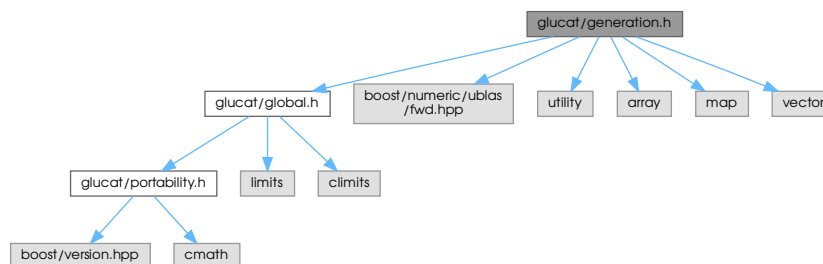 glucat/generation.h
glucat/global.h
boost/numeric/ublas
/fwd.hpp
utility
array
map
vector
glucat/portability.h
limits
climits
boost/version.hpp
cmath